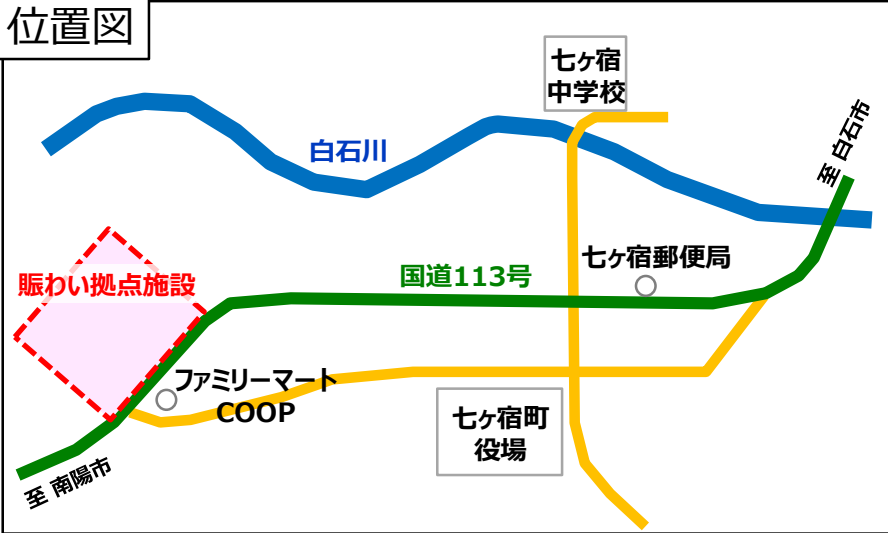 位置図
七ヶ宿
中学校
至 白石市
白石川
七ヶ宿郵便局
国道113号
賑わい拠点施設
ファミリーマート
COOP
七ヶ宿町
役場
至 南陽市